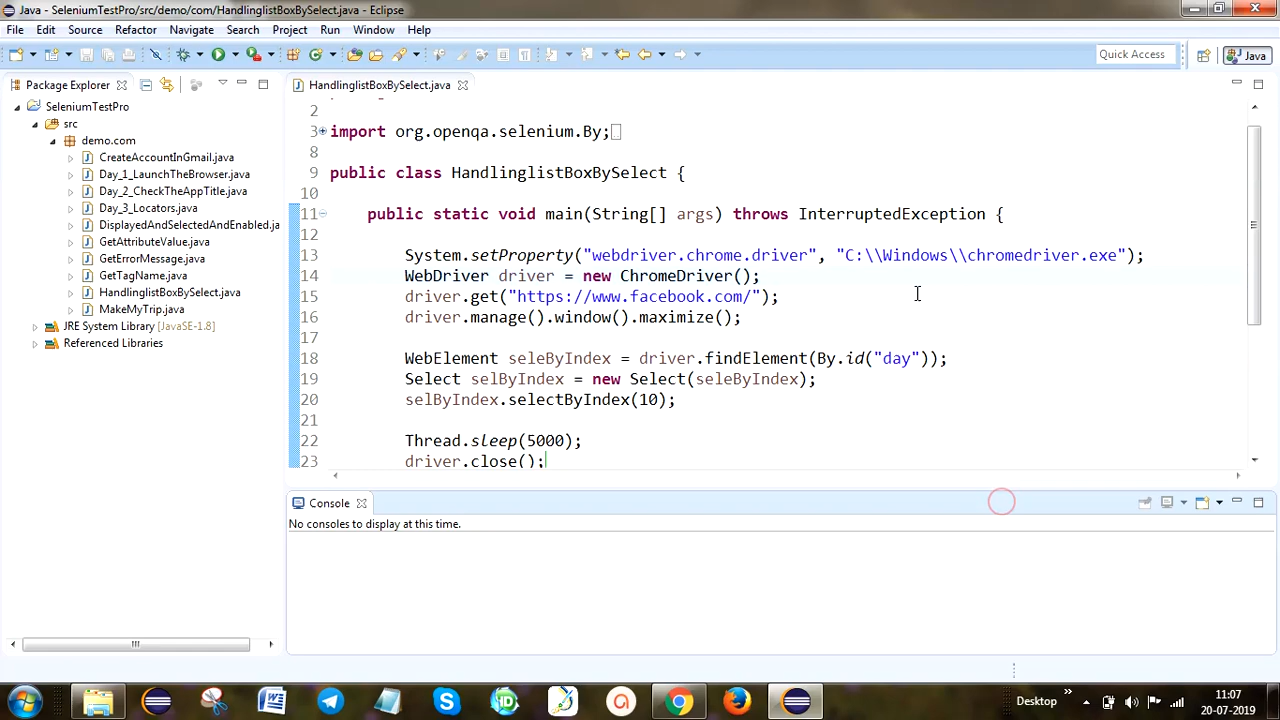 Java - SeleniumTestPro/src/demo/com/HandlinglistBoxBySelect.java - Eclipse
File Edit Source Refactor Navigate Search Project Run Window Help
Quick Access
Java
Package Explorer
HandlinglistBoxBySelect.java
SeleniumTestPro
src
demo.com
CreateAccountInGmail.java
Day_1_LaunchTheBrowser.java
Day_2_CheckTheAppTitle.java
Day_3_Locators.java
DisplayedAndSelectedAndEnabled.ja
GetAttributeValue.java
GetErrorMessage.java
GetTagName.java
HandlinglistBoxBySelect.java
MakeMyTrip.java
JRE System Library [JavaSE-1.8]
Referenced Libraries
2
3 import org.openqa.selenium.By;
8
9 public class HandlinglistBoxBySelect {
10
11 public static void main(String[] args) throws InterruptedException {
12
13 System.setProperty("webdriver.chrome.driver", "C:\\Windows\\chromedriver.exe");
14 WebDriver driver = new ChromeDriver();
15 driver.get("https://www.facebook.com/");
16 driver.manage().window().maximize();
17
18 WebElement seleByIndex = driver.findElement(By.id("day"));
19 Select selByIndex = new Select(seleByIndex);
20 selByIndex.selectByIndex(10);
21
22 Thread.sleep(5000);
23 driver.close();
Console
No consoles to display at this time.
Desktop
11:07
20-07-2019